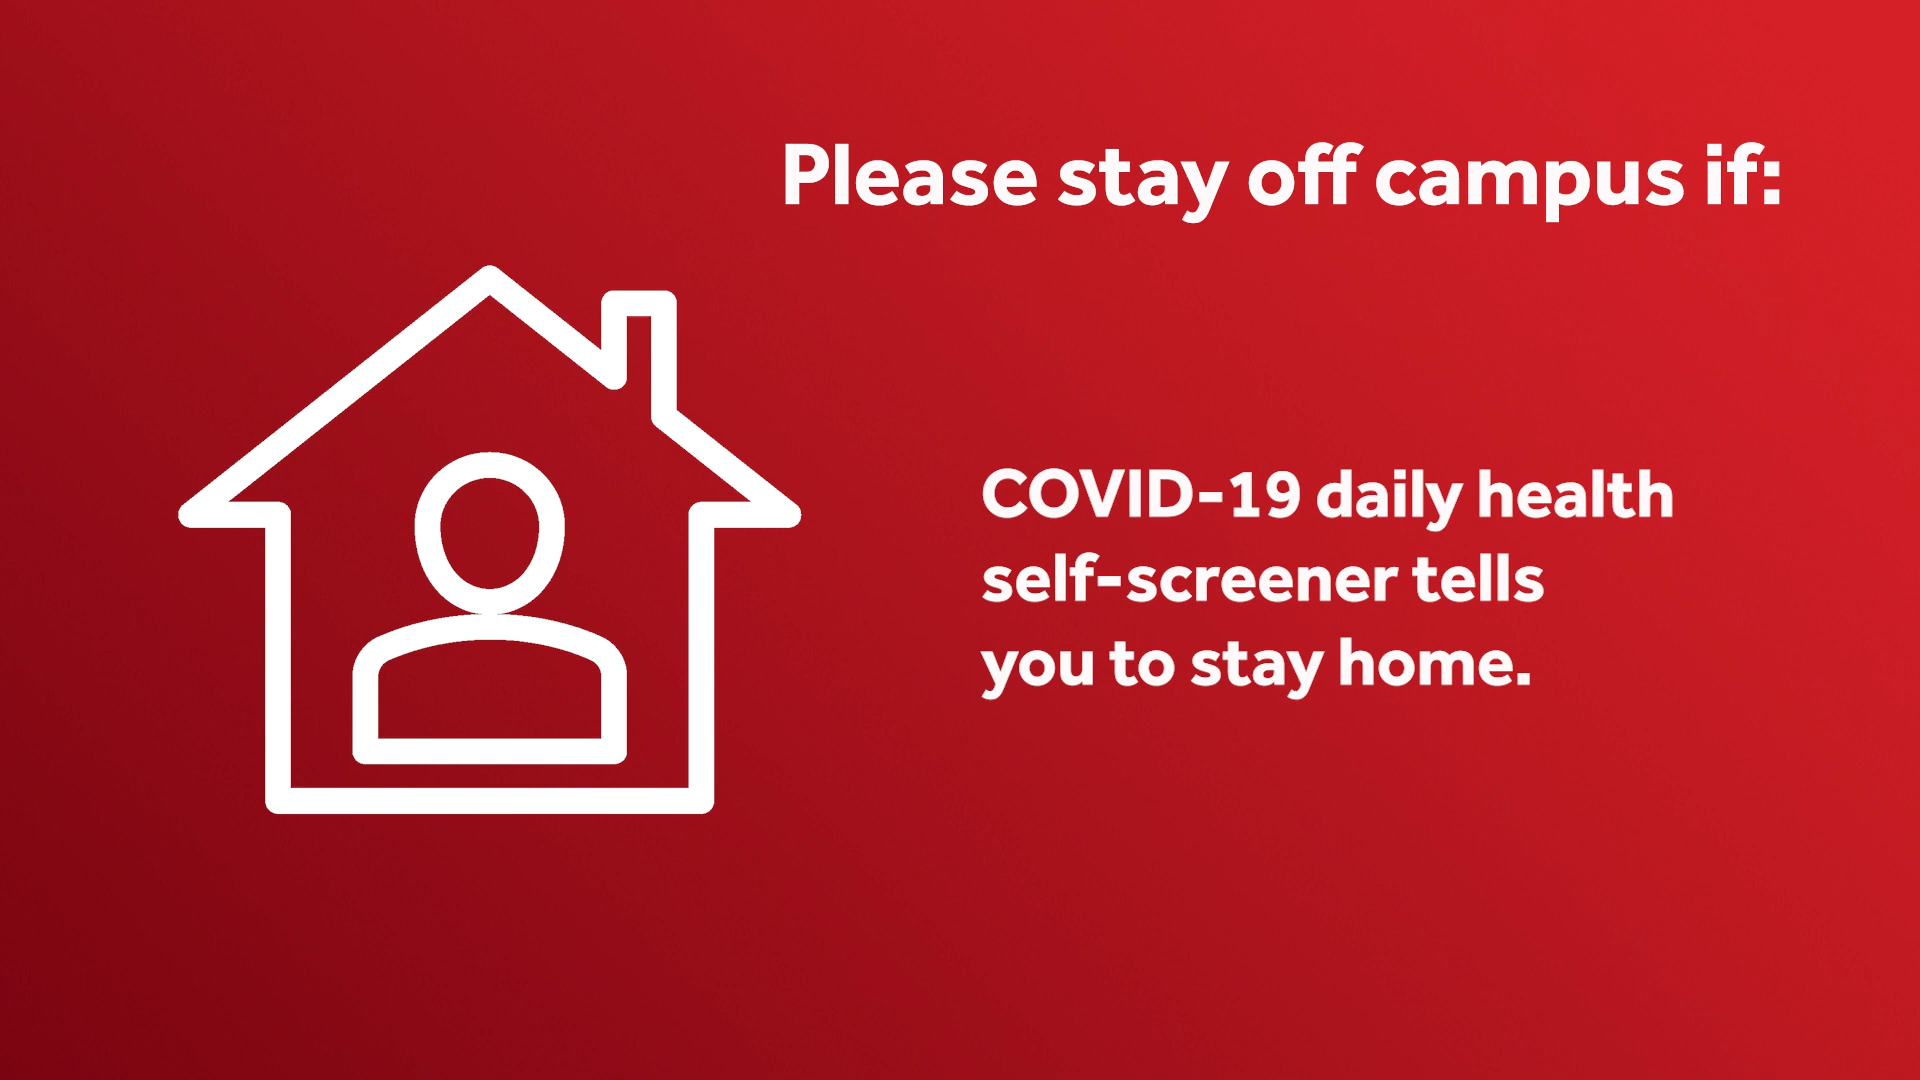 Please stay off campus if:
COVID-19 daily health
self-screener tells
you to stay home.